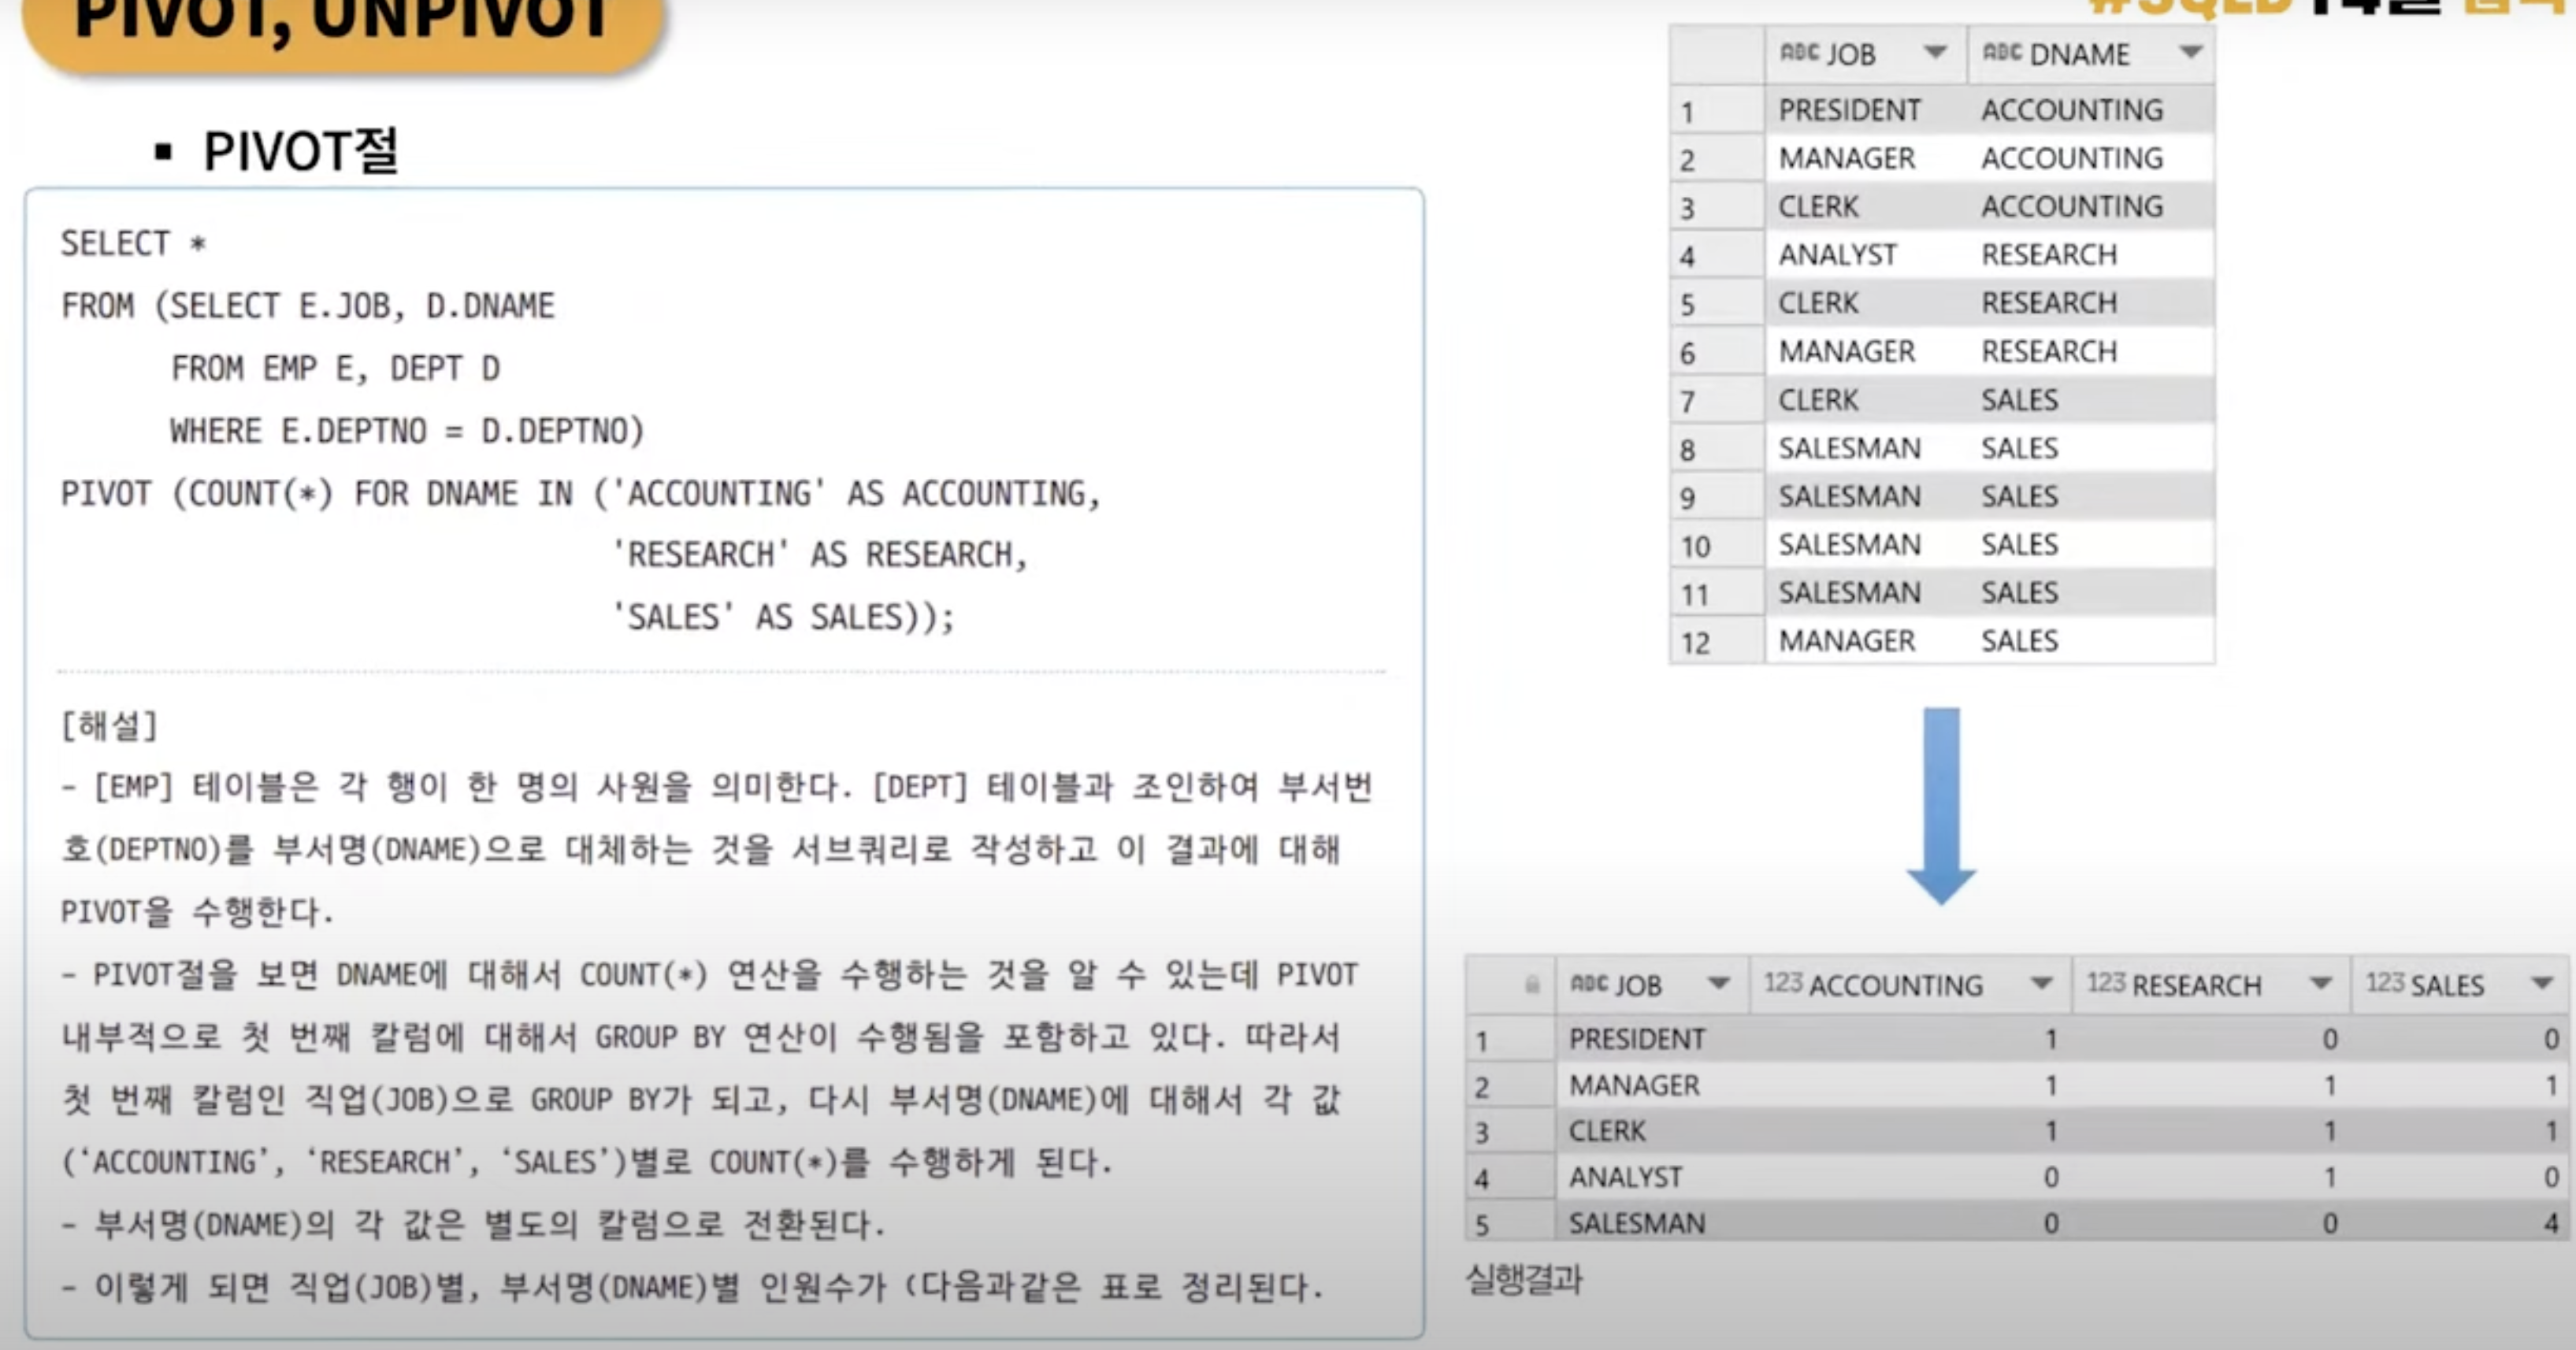 PIVOT, UNPIVOT
▪ PIVOT절
SELECT *
FROM (SELECT E.JOB, D.DNAME
FROM EMP E, DEPT D
WHERE E.DEPTNO = D.DEPTNO)
PIVOT (COUNT(*) FOR DNAME IN ('ACCOUNTING' AS ACCOUNTING,
'RESEARCH' AS RESEARCH,
'SALES' AS SALES));
[해설]
- [EMP] 테이블은 각 행이 한 명의 사원을 의미한다. [DEPT] 테이블과 조인하여 부서번
호(DEPTNO)를 부서명(DNAME)으로 대체하는 것을 서브쿼리로 작성하고 이 결과에 대해
PIVOT을 수행한다.
- PIVOT절을 보면 DNAME에 대해서 COUNT(*) 연산을 수행하는 것을 알 수 있는데 PIVOT
내부적으로 첫 번째 칼럼에 대해서 GROUP BY 연산이 수행됨을 포함하고 있다. 따라서
첫 번째 칼럼인 직업(JOB)으로 GROUP BY가 되고, 다시 부서명(DNAME)에 대해서 각 값
(‘ACCOUNTING’, ‘RESEARCH’, ‘SALES’)별로 COUNT(*)를 수행하게 된다.
- 부서명(DNAME)의 각 값은 별도의 칼럼으로 전환된다.
- 이렇게 되면 직업(JOB)별, 부서명(DNAME)별 인원수가 (다음과같은 표로 정리된다.
#SQLD
ABC JOB ABC DNAME
1 PRESIDENT ACCOUNTING
2 MANAGER ACCOUNTING
3 CLERK ACCOUNTING
4 ANALYST RESEARCH
5 CLERK RESEARCH
6 MANAGER RESEARCH
7 CLERK SALES
8 SALESMAN SALES
9 SALESMAN SALES
10 SALESMAN SALES
11 SALESMAN SALES
12 MANAGER SALES
ABC JOB 123 ACCOUNTING 123 RESEARCH 123 SALES
1 PRESIDENT 1 0 0
2 MANAGER 1 1 1
3 CLERK 1 1 1
4 ANALYST 0 1 0
5 SALESMAN 0 0 4
실행결과